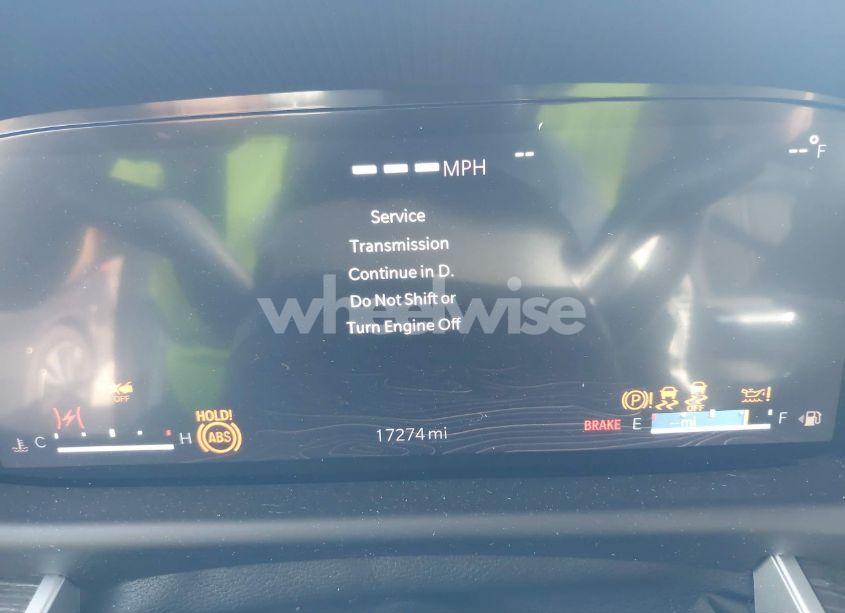 --- MPH
--
--°F
Service
Transmission
Continue in D.
Do Not Shift or
Turn Engine Off
wheelwise
OFF
HOLD!
ABS
C
H
17274 mi
P!
OFF
BRAKE
E
--mi
F